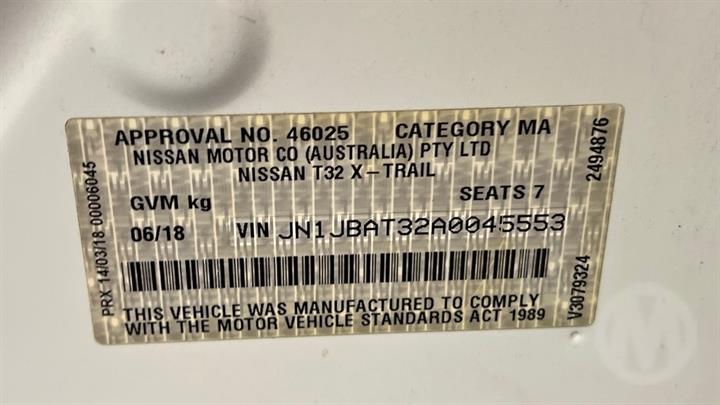 APPROVAL NO. 46025 CATEGORY MA
NISSAN MOTOR CO (AUSTRALIA) PTY LTD
NISSAN T32 X-TRAIL
GVM kg SEATS 7
06/18 VIN JN1JBAT32A0045553
THIS VEHICLE WAS MANUFACTURED TO COMPLY
WITH THE MOTOR VEHICLE STANDARDS ACT 1989
PRX 14/03/18 00006045
2494876
V3079324
M